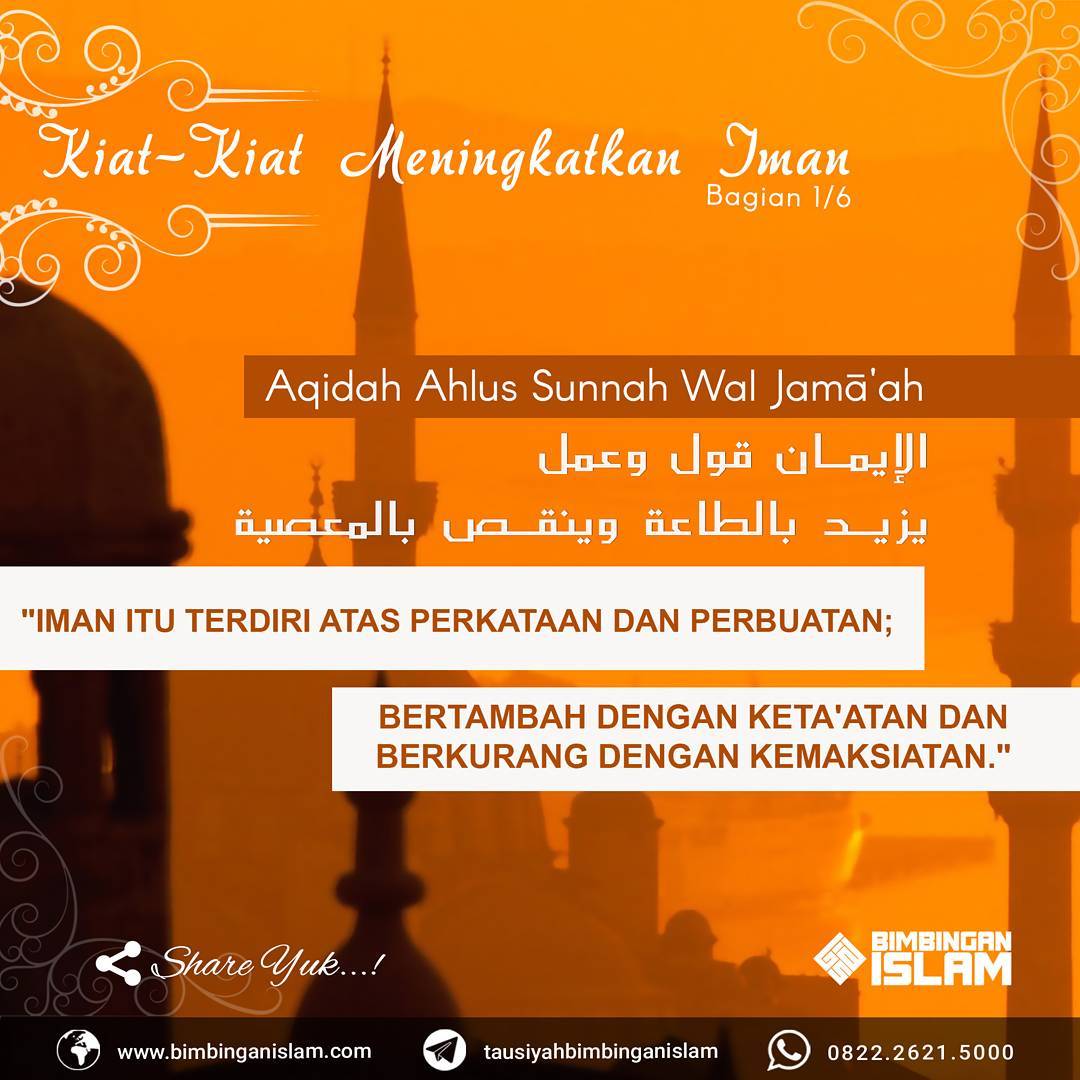 Kiat-Kiat Meningkatkan Iman
Bagian 1/6
Aqidah Ahlus Sunnah Wal Jamā'ah
الإيمان قول وعمل
يزيد بالطاعة وينقص بالمعصية
"IMAN ITU TERDIRI ATAS PERKATAAN DAN PERBUATAN;
BERTAMBAH DENGAN KETA'ATAN DAN
BERKURANG DENGAN KEMAKSIATAN."
Share Yuk...!
BIMBINGAN
ISLAM
www.bimbinganislam.com
tausiyahbimbinganislam
0822.2621.5000